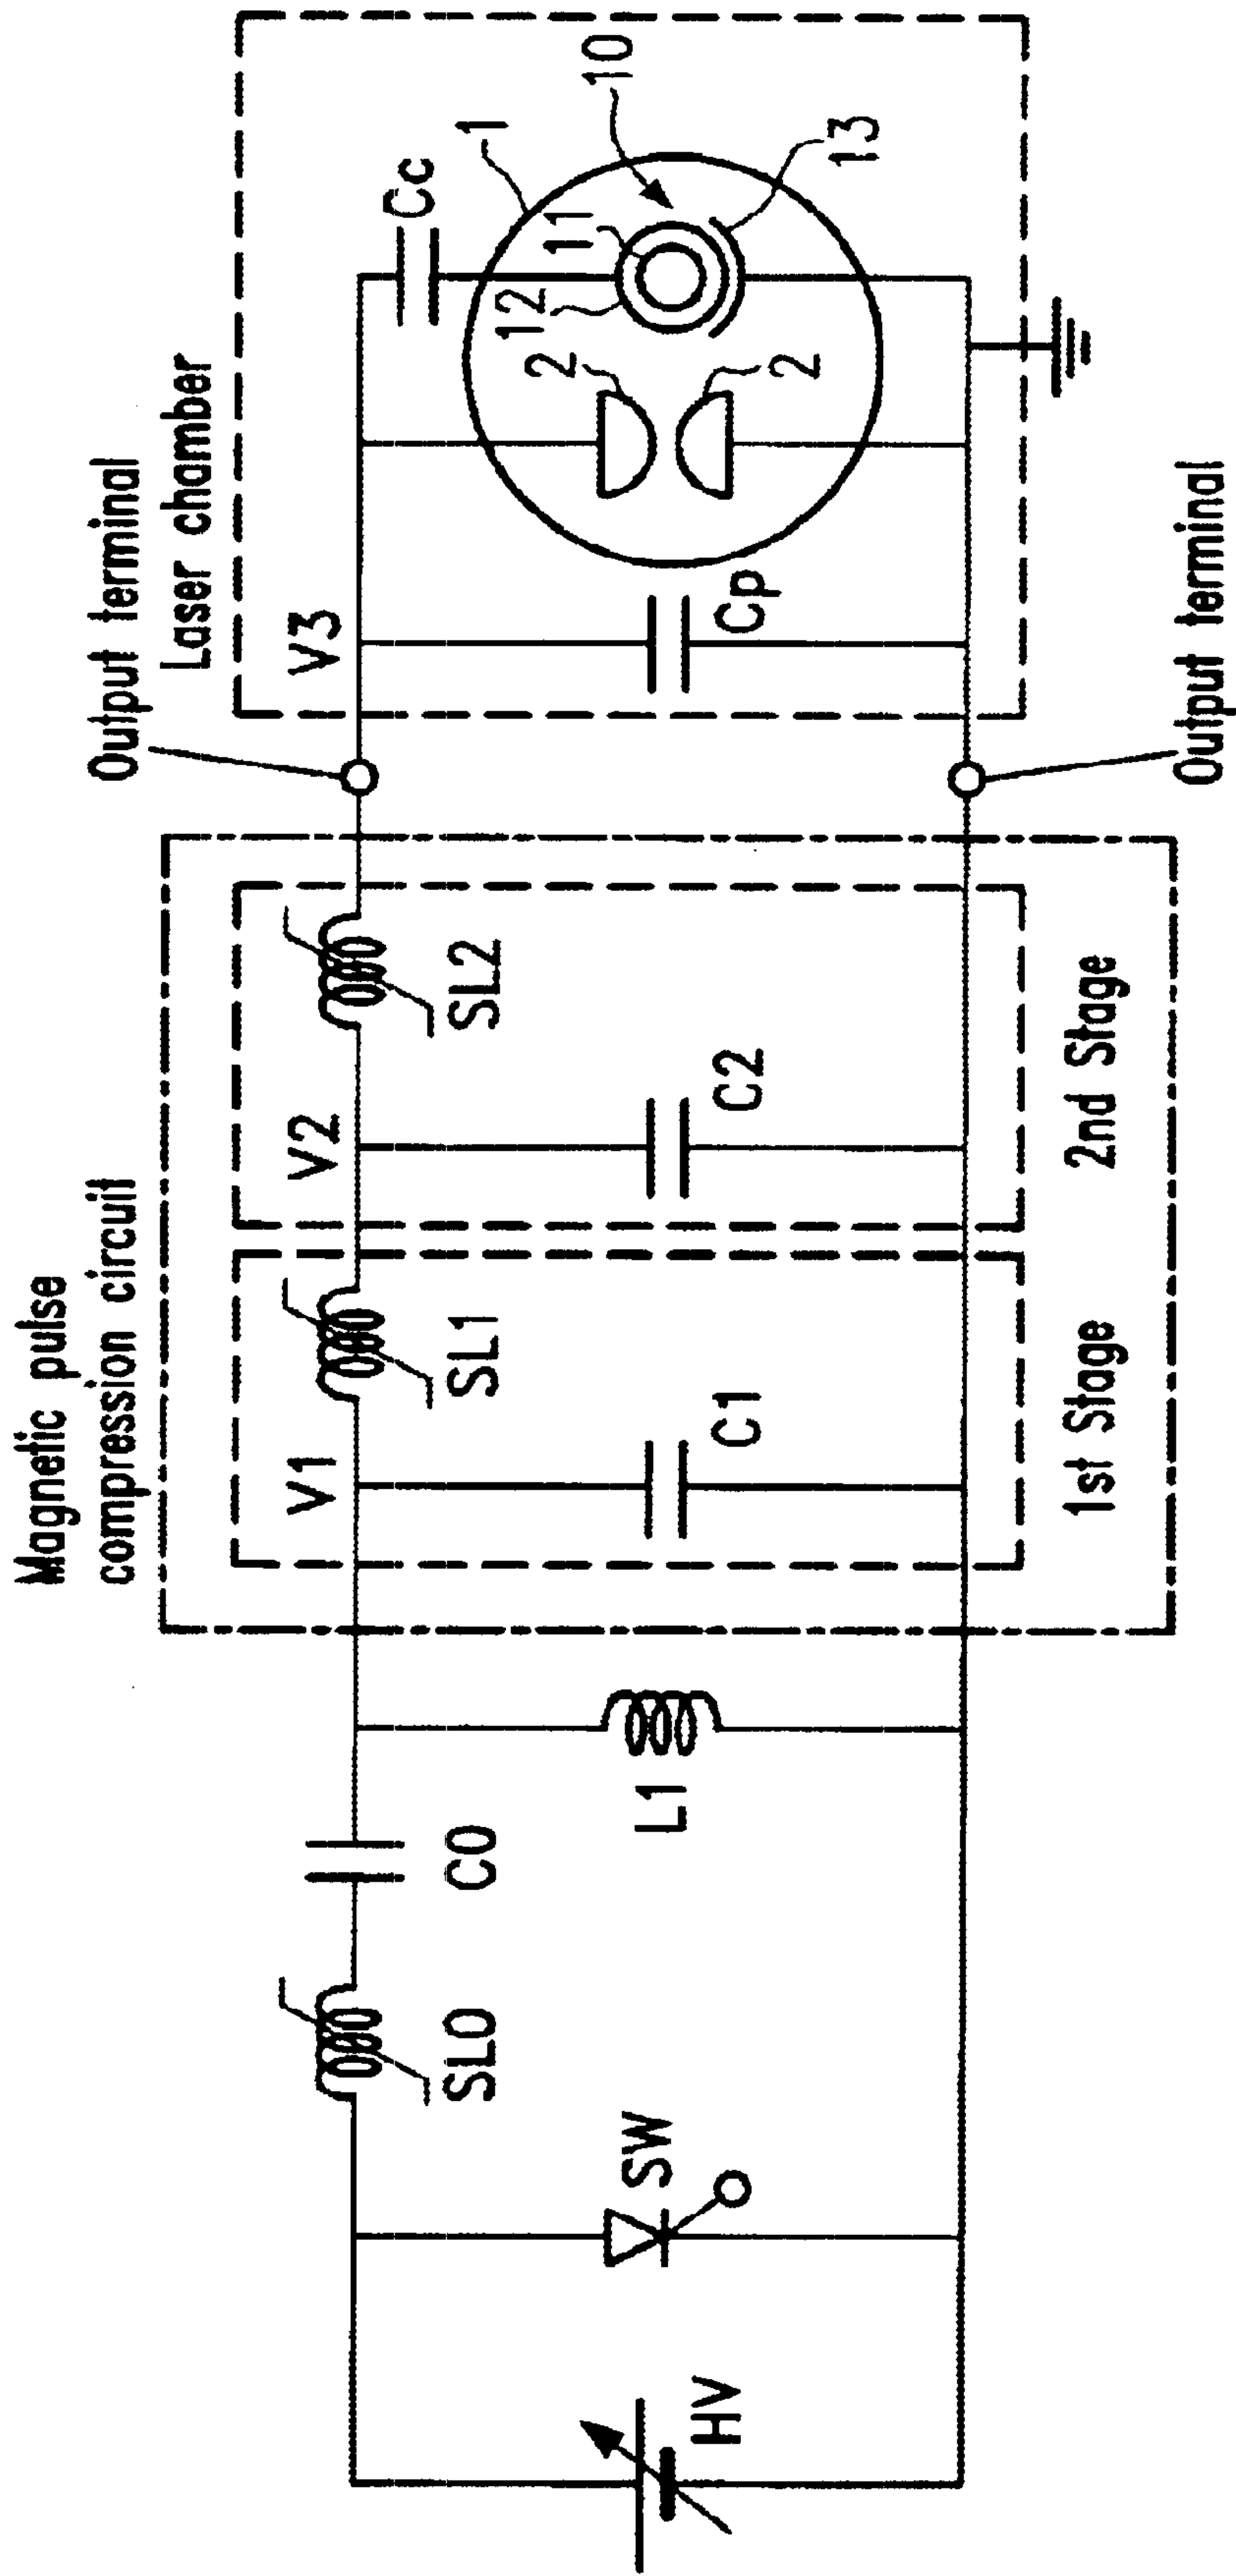 Magnetic pulse
compression circuit
Output terminal
Laser chamber
V1
V2
V3
SL0
C0
SL1
SL2
Cc
1
10
HV
SW
L1
C1
C2
Cp
2
2
12
11
13
1st Stage
2nd Stage
Output terminal